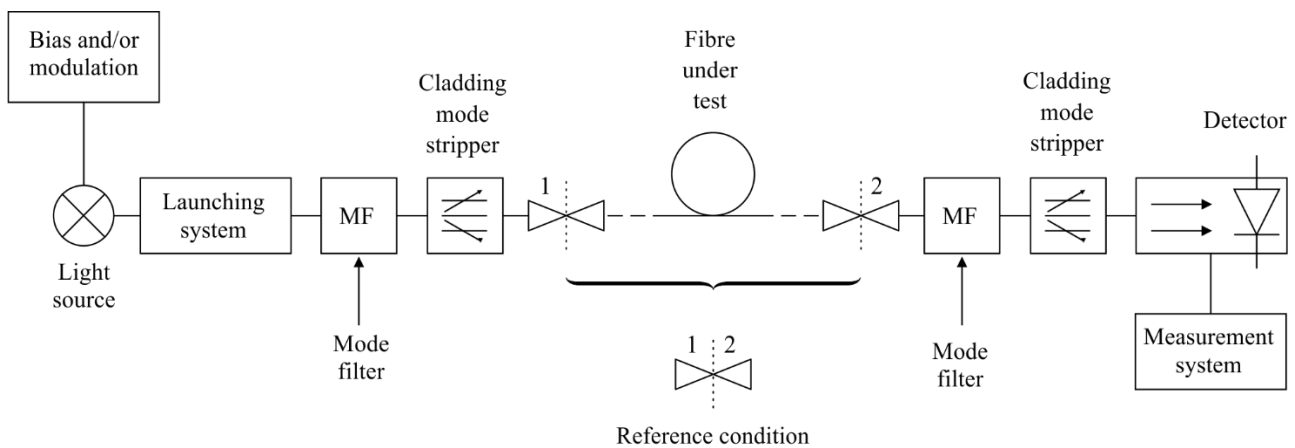 Bias and/or
modulation
Cladding
mode
stripper
Fibre
under
test
Cladding
mode
stripper
Detector
Launching
system
MF
1
2
MF
Light
source
Mode
filter
1 2
Mode
filter
Measurement
system
Reference condition